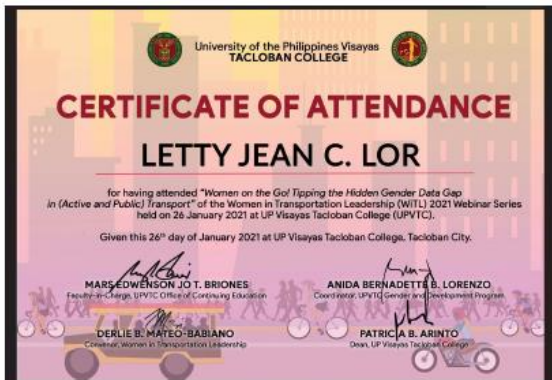 University of the Philippines Visayas
TACLOBAN COLLEGE
CERTIFICATE OF ATTENDANCE
LETTY JEAN C. LOR
for having attended "Women on the Go! Tipping the Hidden Gender Data Gap
in (Active and Public) Transport" of the Women in Transportation Leadership (WiTL) 2021 Webinar Series
held on 26 January 2021 at UP Visayas Tacloban College (UPVTC).
Given this 26th day of January 2021 at UP Visayas Tacloban College, Tacloban City.
MARS EDWENSON JO T. BRIONES
Faculty-in-Charge, UPVTC Office of Continuing Education
ANIDA BERNADETTE B. LORENZO
Coordinator, UPVTC Gender and Development Program
DERLIE B. MATEO-BABIANO
Convenor, Women in Transportation Leadership
PATRICIA B. ARINTO
Dean, UP Visayas Tacloban College